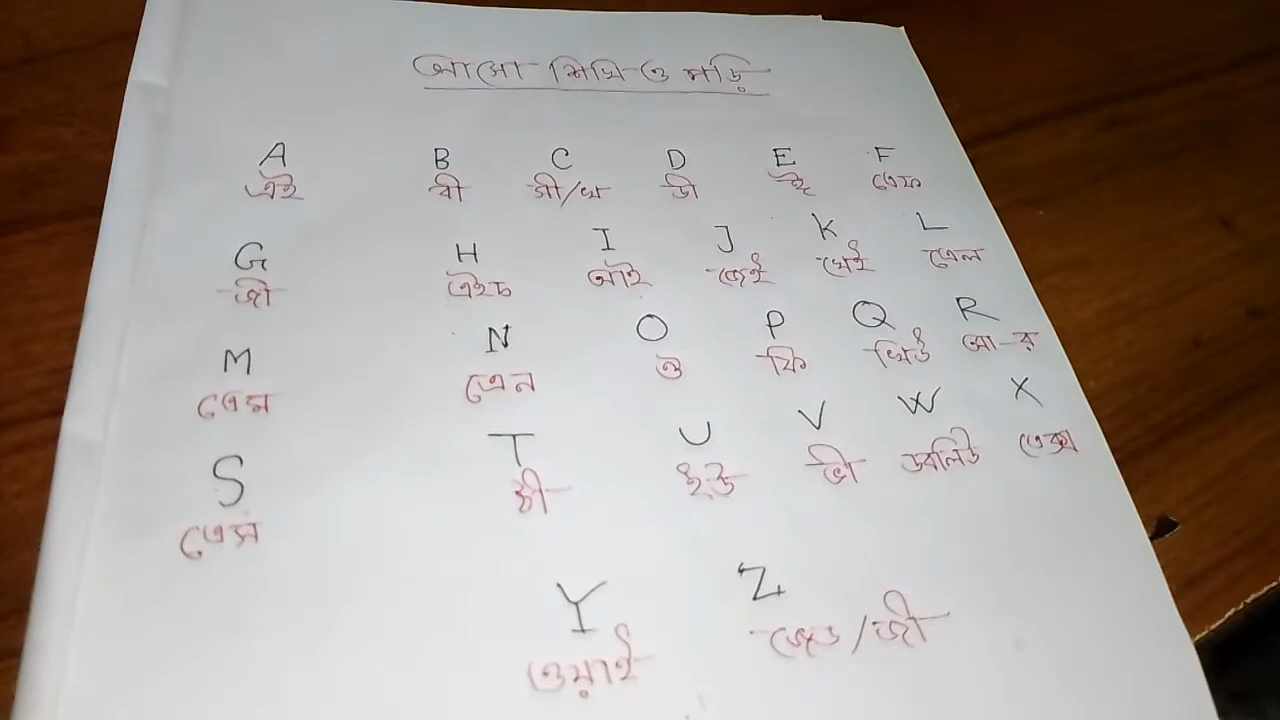 আসো শিখি ও পড়ি
A B C D E F
এই বী সী/খ ডী ই এফ
G H I J K L
জী এইচ আই জেই খেই এল
M N O P Q R
এম এন ও ফি খিউ আ-র
S T U V W X
এস ঠী ইউ ভী ডবলিউ এক্স
Y Z
ওয়াই জেড/জী